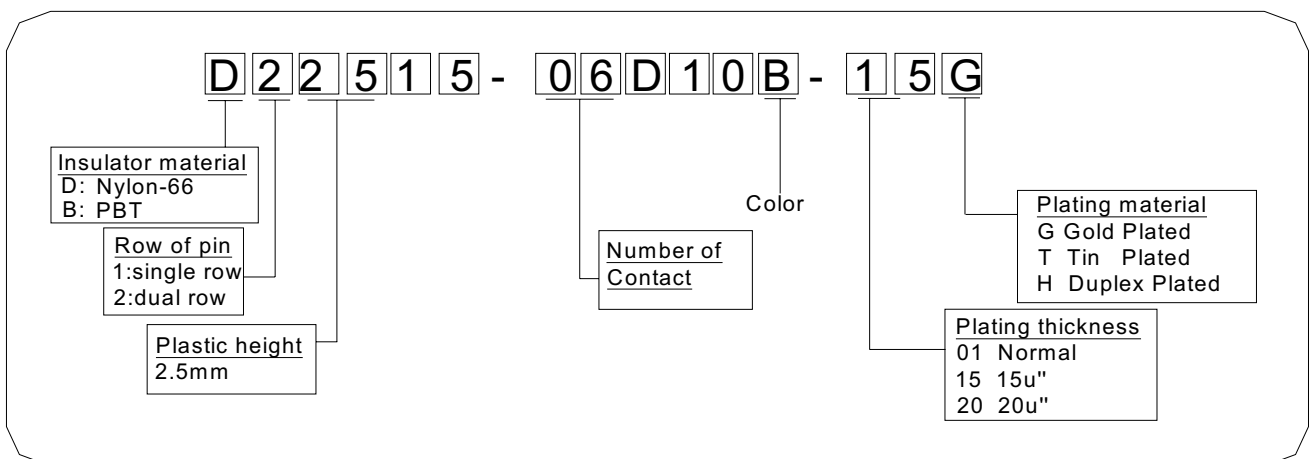 D22515-06D10B-15G
Insulator material
D: Nylon-66
B: PBT
Row of pin
1:single row
2:dual row
Plastic height
2.5mm
Number of
Contact
Color
Plating material
G Gold Plated
T Tin Plated
H Duplex Plated
Plating thickness
01 Normal
15 15u"
20 20u"